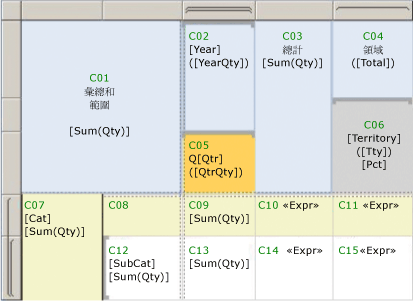 C01
彙總和
範圍
[Sum(Qty)]
C02
[Year]
([YearQty])
C03
總計
[Sum(Qty)]
C04
領域
([Total])
C05
Q[Qtr]
([QtrQty])
C06
[Territory]
([Tty])
[Pct]
C07
[Cat]
[Sum(Qty)]
C08
C09
[Sum(Qty)]
C10 «Expr»
C11 «Expr»
C12
[SubCat]
[Sum(Qty)]
C13
[Sum(Qty)]
C14 «Expr»
C15«Expr»